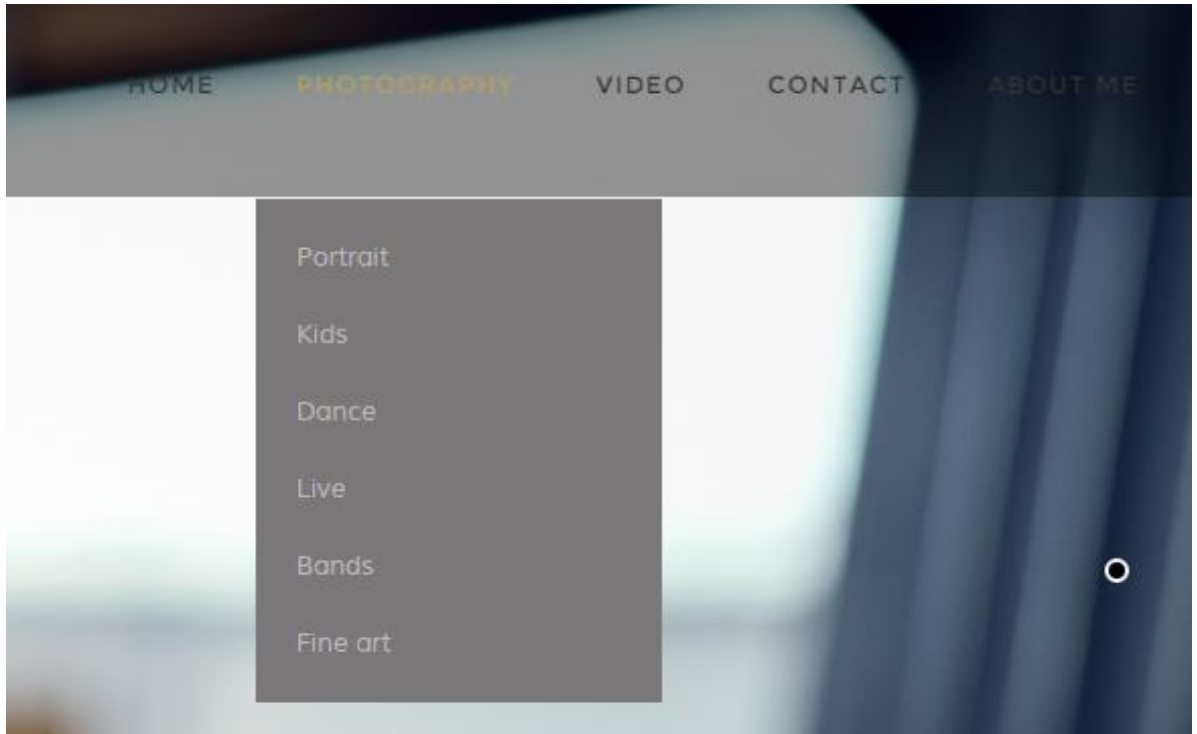 HOME PHOTOGRAPHY VIDEO CONTACT ABOUT ME
Portrait
Kids
Dance
Live
Bands
Fine art